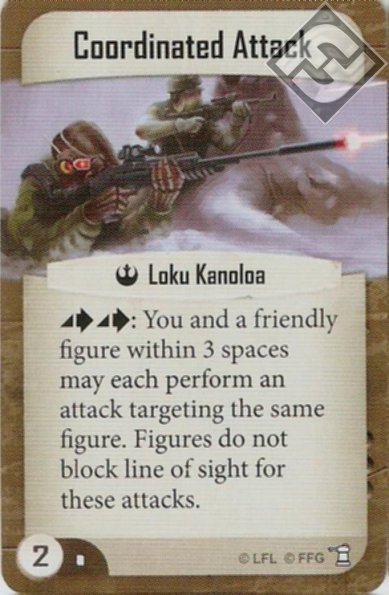 Coordinated Attack
Loku Kanoloa
: You and a friendly
figure within 3 spaces
may each perform an
attack targeting the same
figure. Figures do not
block line of sight for
these attacks.
2
© LFL © FFG